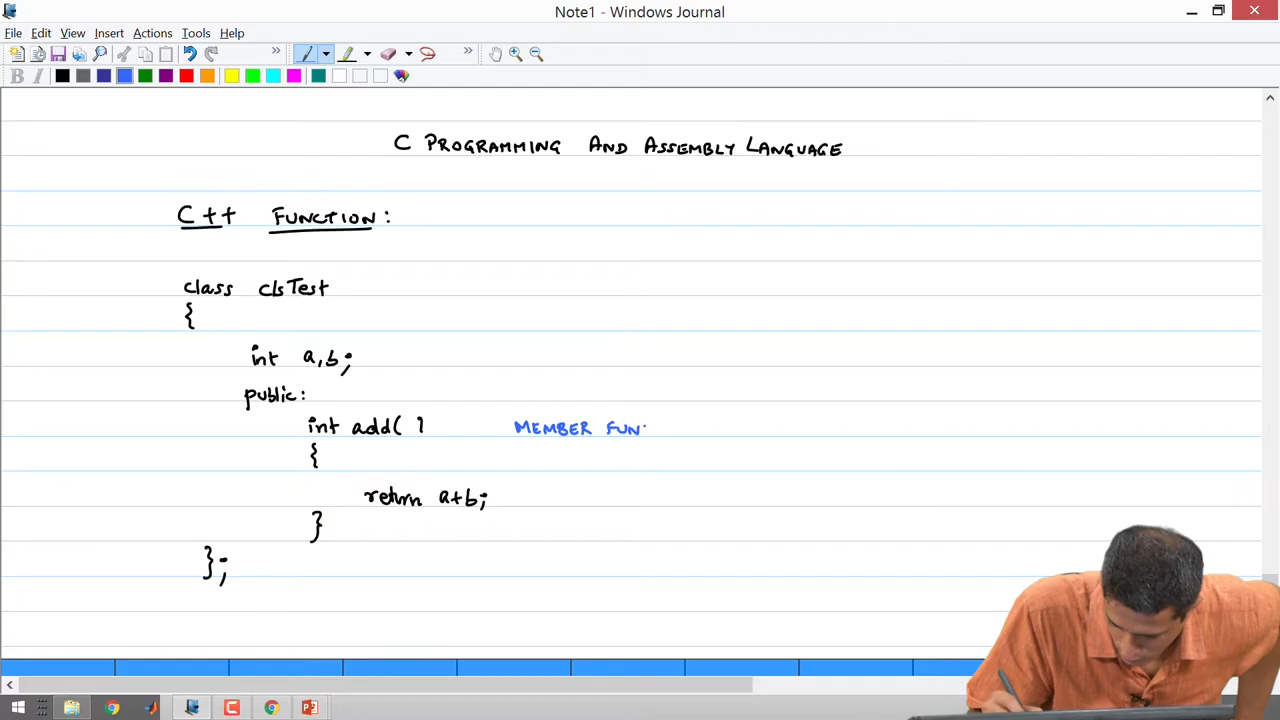 Note1 - Windows Journal
File Edit View Insert Actions Tools Help
C PROGRAMMING AND ASSEMBLY LANGUAGE
C++ FUNCTION:
class clsTest
{
int a,b;
public:
int add( ) MEMBER FUN
{
return a+b;
}
};